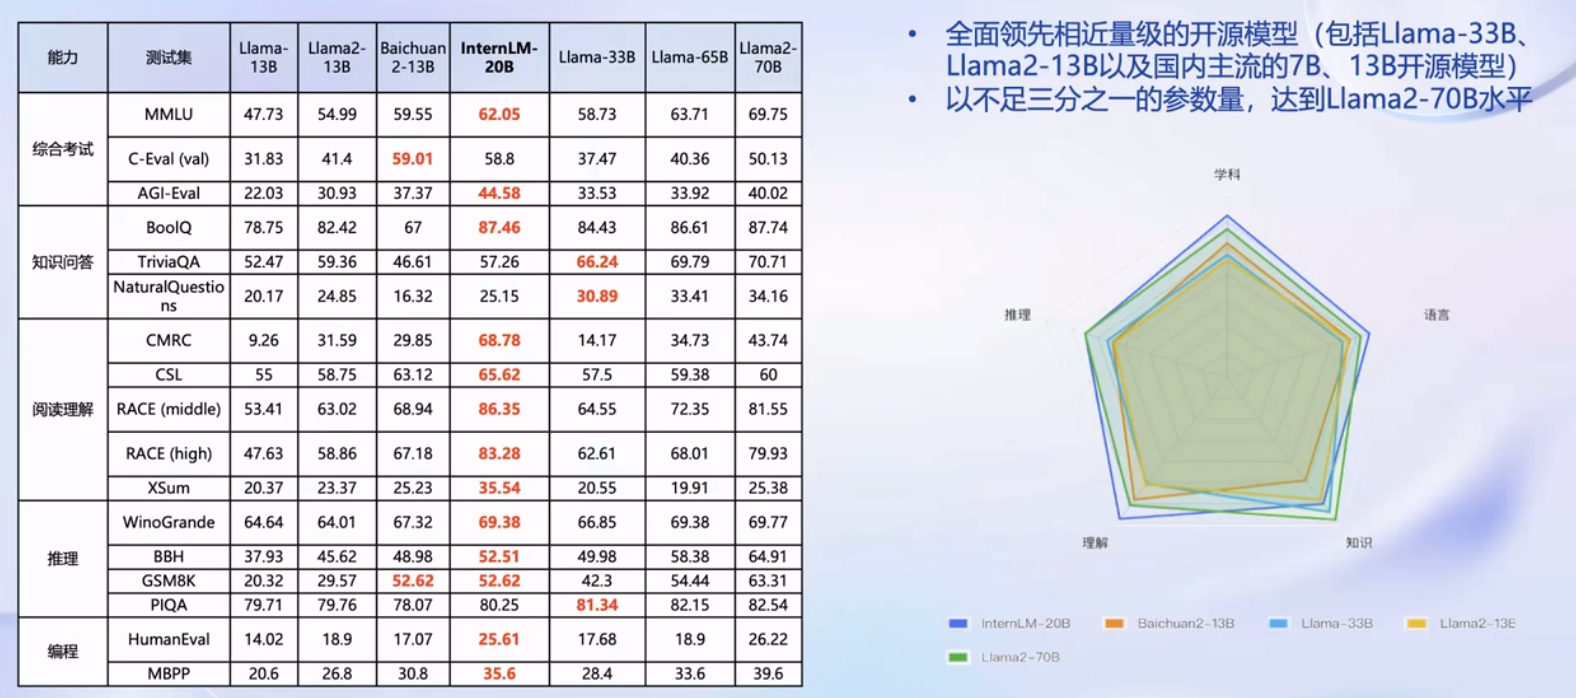 能力 测试集 Llama-13B Llama2-13B Baichuan2-13B InternLM-20B Llama-33B Llama-65B Llama2-70B
综合考试
MMLU 47.73 54.99 59.55 62.05 58.73 63.71 69.75
C-Eval (val) 31.83 41.4 59.01 58.8 37.47 40.36 50.13
AGI-Eval 22.03 30.93 37.37 44.58 33.53 33.92 40.02
知识问答
BoolQ 78.75 82.42 67 87.46 84.43 86.61 87.74
TriviaQA 52.47 59.36 46.61 57.26 66.24 69.79 70.71
NaturalQuestions 20.17 24.85 16.32 25.15 30.89 33.41 34.16
阅读理解
CMRC 9.26 31.59 29.85 68.78 14.17 34.73 43.74
CSL 55 58.75 63.12 65.62 57.5 59.38 60
RACE (middle) 53.41 63.02 68.94 86.35 64.55 72.35 81.55
RACE (high) 47.63 58.86 67.18 83.28 62.61 68.01 79.93
XSum 20.37 23.37 25.23 35.54 20.55 19.91 25.38
推理
WinoGrande 64.64 64.01 67.32 69.38 66.85 69.38 69.77
BBH 37.93 45.62 48.98 52.51 49.98 58.38 64.91
GSM8K 20.32 29.57 52.62 52.62 42.3 54.44 63.31
PIQA 79.71 79.76 78.07 80.25 81.34 82.15 82.54
编程
HumanEval 14.02 18.9 17.07 25.61 17.68 18.9 26.22
MBPP 20.6 26.8 30.8 35.6 28.4 33.6 39.6
• 全面领先相近量级的开源模型（包括Llama-33B、
Llama2-13B以及国内主流的7B、13B开源模型）
• 以不足三分之一的参数量，达到Llama2-70B水平
学科
推理
语言
理解
知识
InternLM-20B Baichuan2-13B Llama-33B Llama2-13B
Llama2-70B